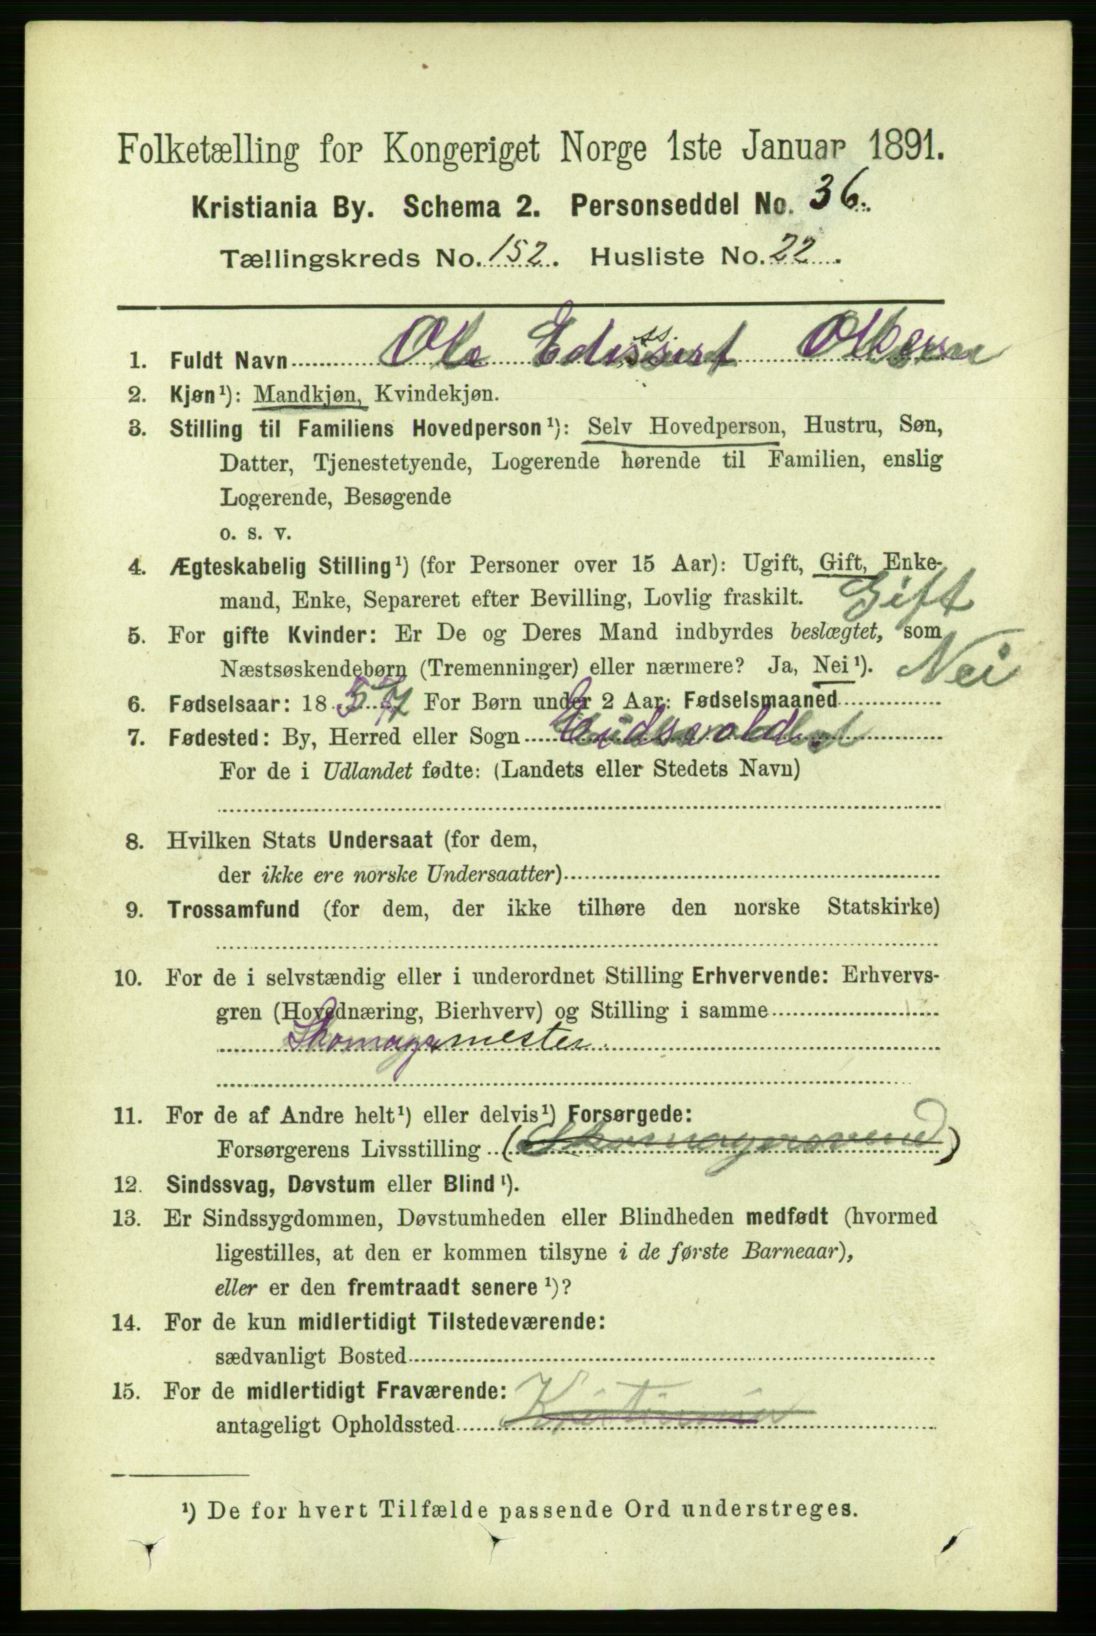 Folketælling for Kongeriget Norge 1ste Januar 1891.
Kristiania By. Schema 2. Personseddel No. 36.
Tællingskreds No. 152. Husliste No. 22.
1. Fuldt Navn Ole Olsen
2. Kjøn¹): Mandkjøn, Kvindekjøn.
3. Stilling til Familiens Hovedperson¹): Selv Hovedperson, Hustru, Søn,
Datter, Tjenestetyende, Logerende hørende til Familien, enslig
Logerende, Besøgende
o. s. v.
4. Ægteskabelig Stilling¹) (for Personer over 15 Aar): Ugift, Gift, Enke-
mand, Enke, Separeret efter Bevilling, Lovlig fraskilt. Gift
5. For gifte Kvinder: Er De og Deres Mand indbyrdes beslægtet, som
Næstsøskendebørn (Tremenninger) eller nærmere? Ja, Nei¹). Nei
6. Fødselsaar: 1857 For Børn under 2 Aar: Fødselsmaaned
7. Fødested: By, Herred eller Sogn Eidsvold
For de i Udlandet fødte: (Landets eller Stedets Navn)
8. Hvilken Stats Undersaat (for dem,
der ikke ere norske Undersaatter)
9. Trossamfund (for dem, der ikke tilhøre den norske Statskirke)
10. For de i selvstændig eller i underordnet Stilling Erhvervende: Erhvervs-
gren (Hovednæring, Bierhverv) og Stilling i samme
Skomagermester.
11. For de af Andre helt¹) eller delvis¹) Forsørgede:
Forsørgerens Livsstilling (Skomagersvend)
12. Sindssvag, Døvstum eller Blind¹).
13. Er Sindssygdommen, Døvstumheden eller Blindheden medfødt (hvormed
ligestilles, at den er kommen tilsyne i de første Barneaar),
eller er den fremtraadt senere¹)?
14. For de kun midlertidigt Tilstedeværende:
sædvanligt Bosted
15. For de midlertidigt Fraværende:
antageligt Opholdssted Kristiania
¹) De for hvert Tilfælde passende Ord understreges.